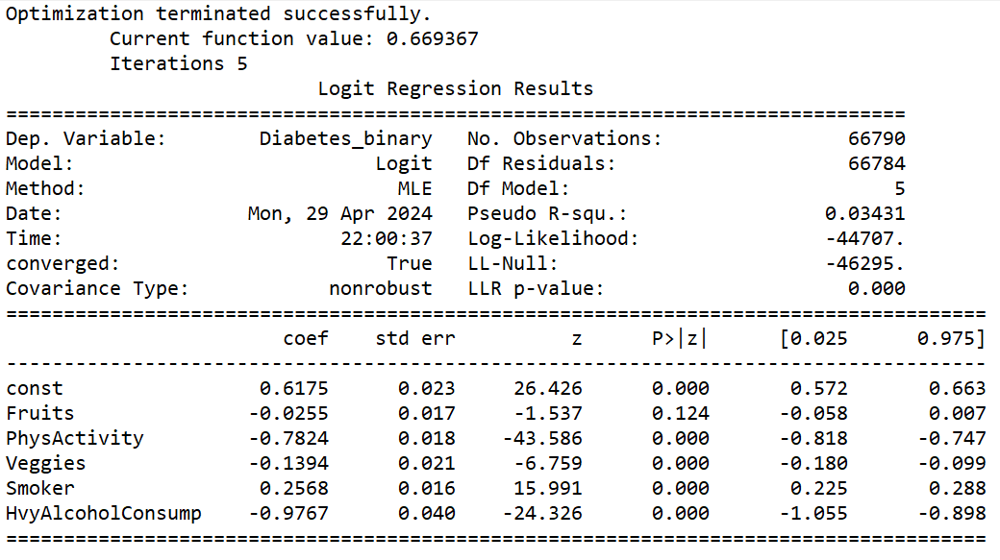 Optimization terminated successfully.
         Current function value: 0.669367
         Iterations 5
                           Logit Regression Results
==============================================================================
Dep. Variable:        Diabetes_binary   No. Observations:                66790
Model:                          Logit   Df Residuals:                    66784
Method:                           MLE   Df Model:                            5
Date:                Mon, 29 Apr 2024   Pseudo R-squ.:                 0.03431
Time:                        22:00:37   Log-Likelihood:                -44707.
converged:                       True   LL-Null:                       -46295.
Covariance Type:            nonrobust   LLR p-value:                     0.000
=====================================================================================
                        coef    std err          z      P>|z|      [0.025      0.975]
-------------------------------------------------------------------------------------
const                 0.6175      0.023     26.426      0.000       0.572       0.663
Fruits               -0.0255      0.017     -1.537      0.124      -0.058       0.007
PhysActivity         -0.7824      0.018    -43.586      0.000      -0.818      -0.747
Veggies              -0.1394      0.021     -6.759      0.000      -0.180      -0.099
Smoker                0.2568      0.016     15.991      0.000       0.225       0.288
HvyAlcoholConsump    -0.9767      0.040    -24.326      0.000      -1.055      -0.898
=====================================================================================